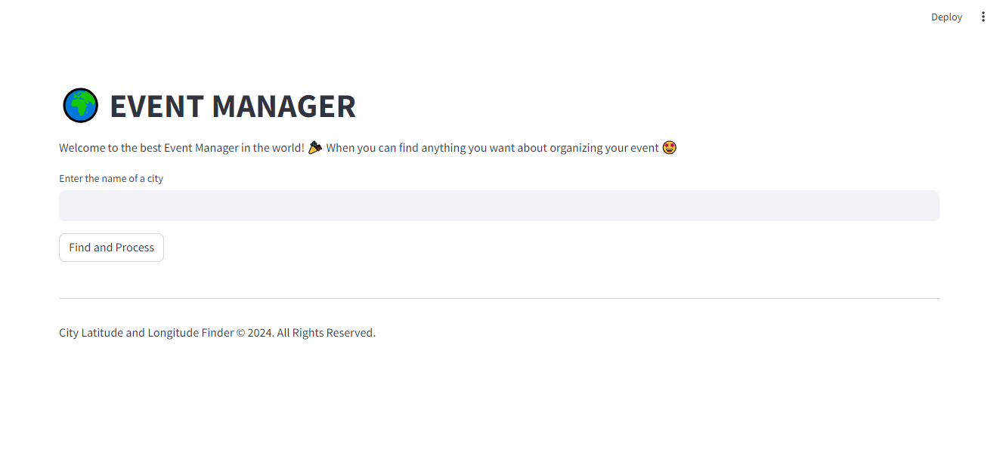 Deploy
EVENT MANAGER
Welcome to the best Event Manager in the world! 🎉 When you can find anything you want about organizing your event 🤩
Enter the name of a city
Find and Process
City Latitude and Longitude Finder © 2024. All Rights Reserved.